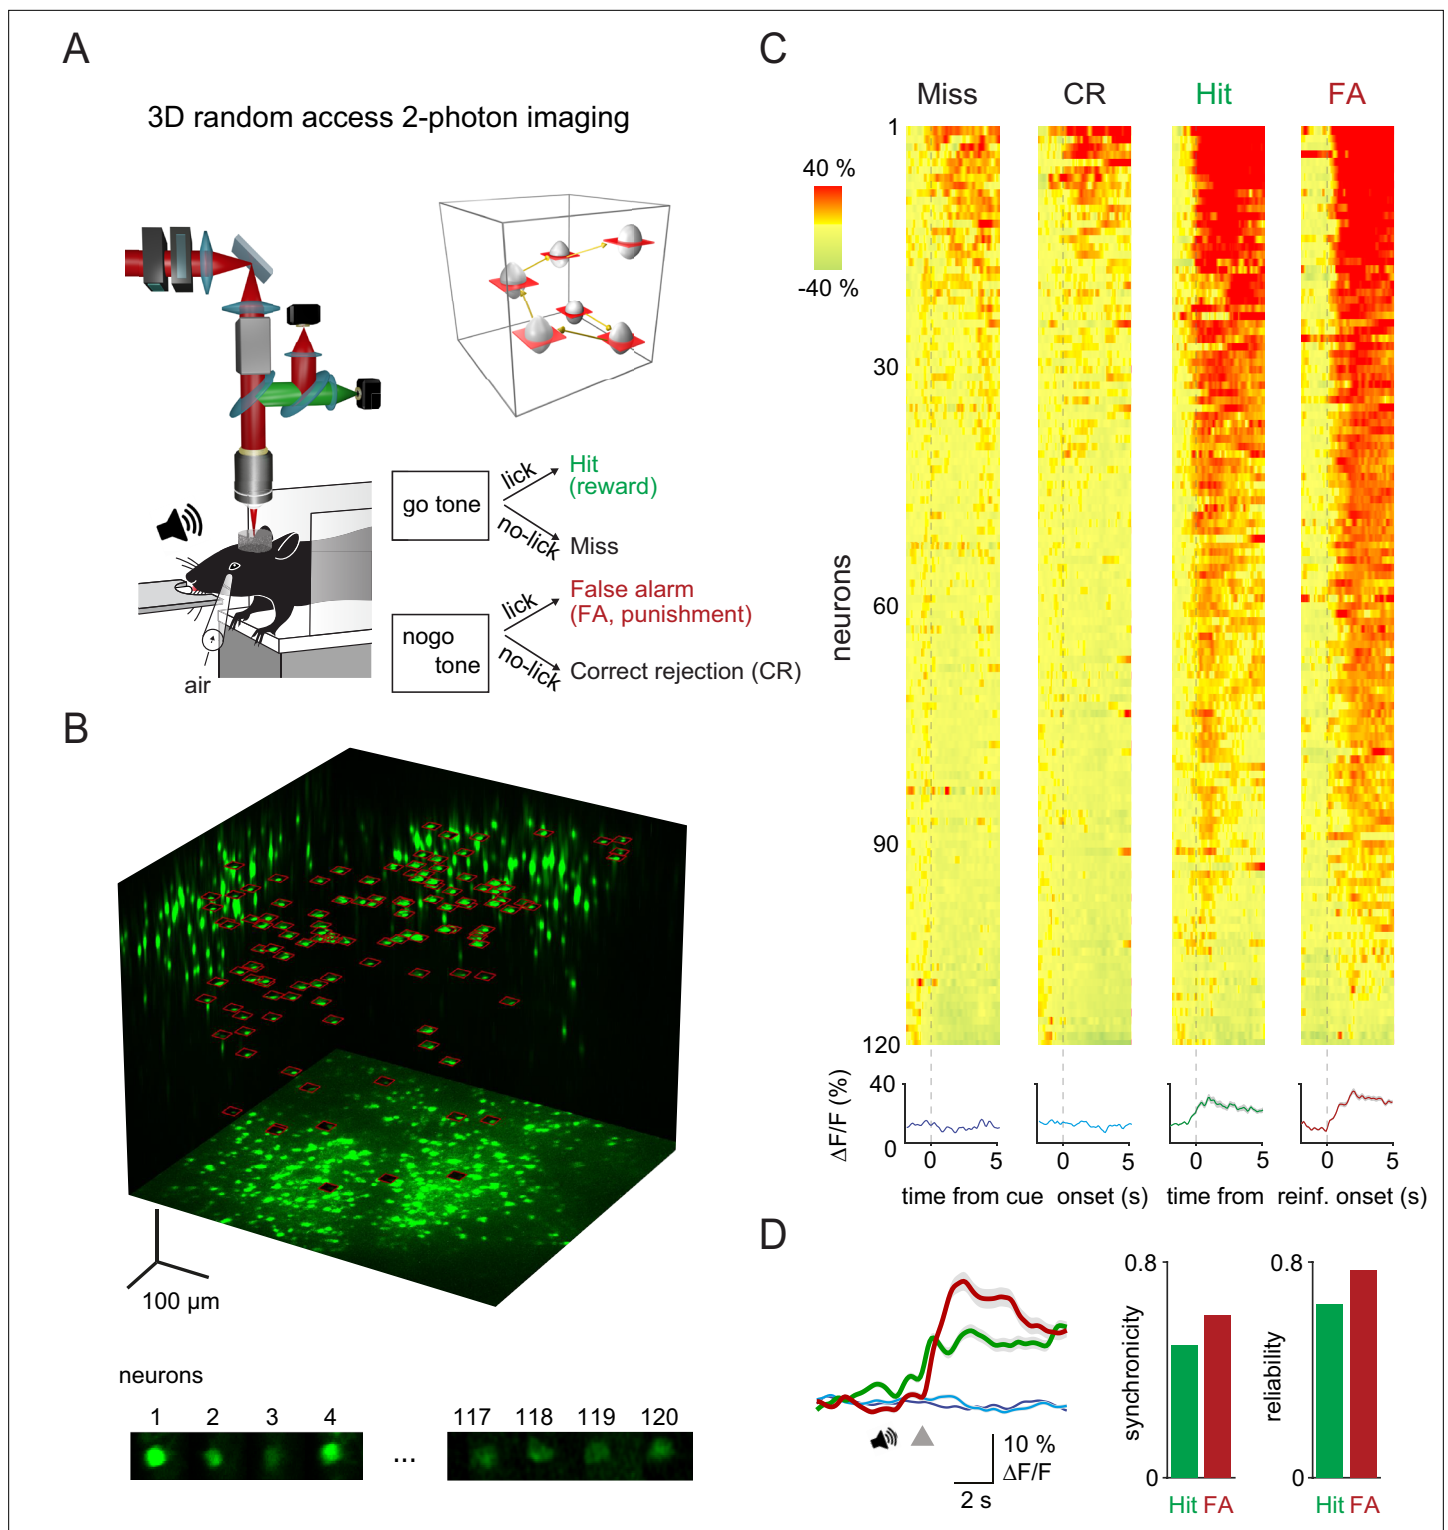 A
3D random access 2-photon imaging
go tone
lick
Hit
(reward)
no-lick
Miss
nogo
tone
lick
False alarm
(FA, punishment)
no-lick
Correct rejection (CR)
air
B
100 µm
neurons
1 2 3 4 ... 117 118 119 120
C
Miss CR Hit FA
40 %
-40 %
neurons
1
30
60
90
120
ΔF/F (%)
40
0
0 5 0 5 0 5 0 5
time from cue onset (s) time from reinf. onset (s)
D
10 %
ΔF/F
2 s
synchronicity
0.8
0
Hit FA
reliability
0.8
0
Hit FA